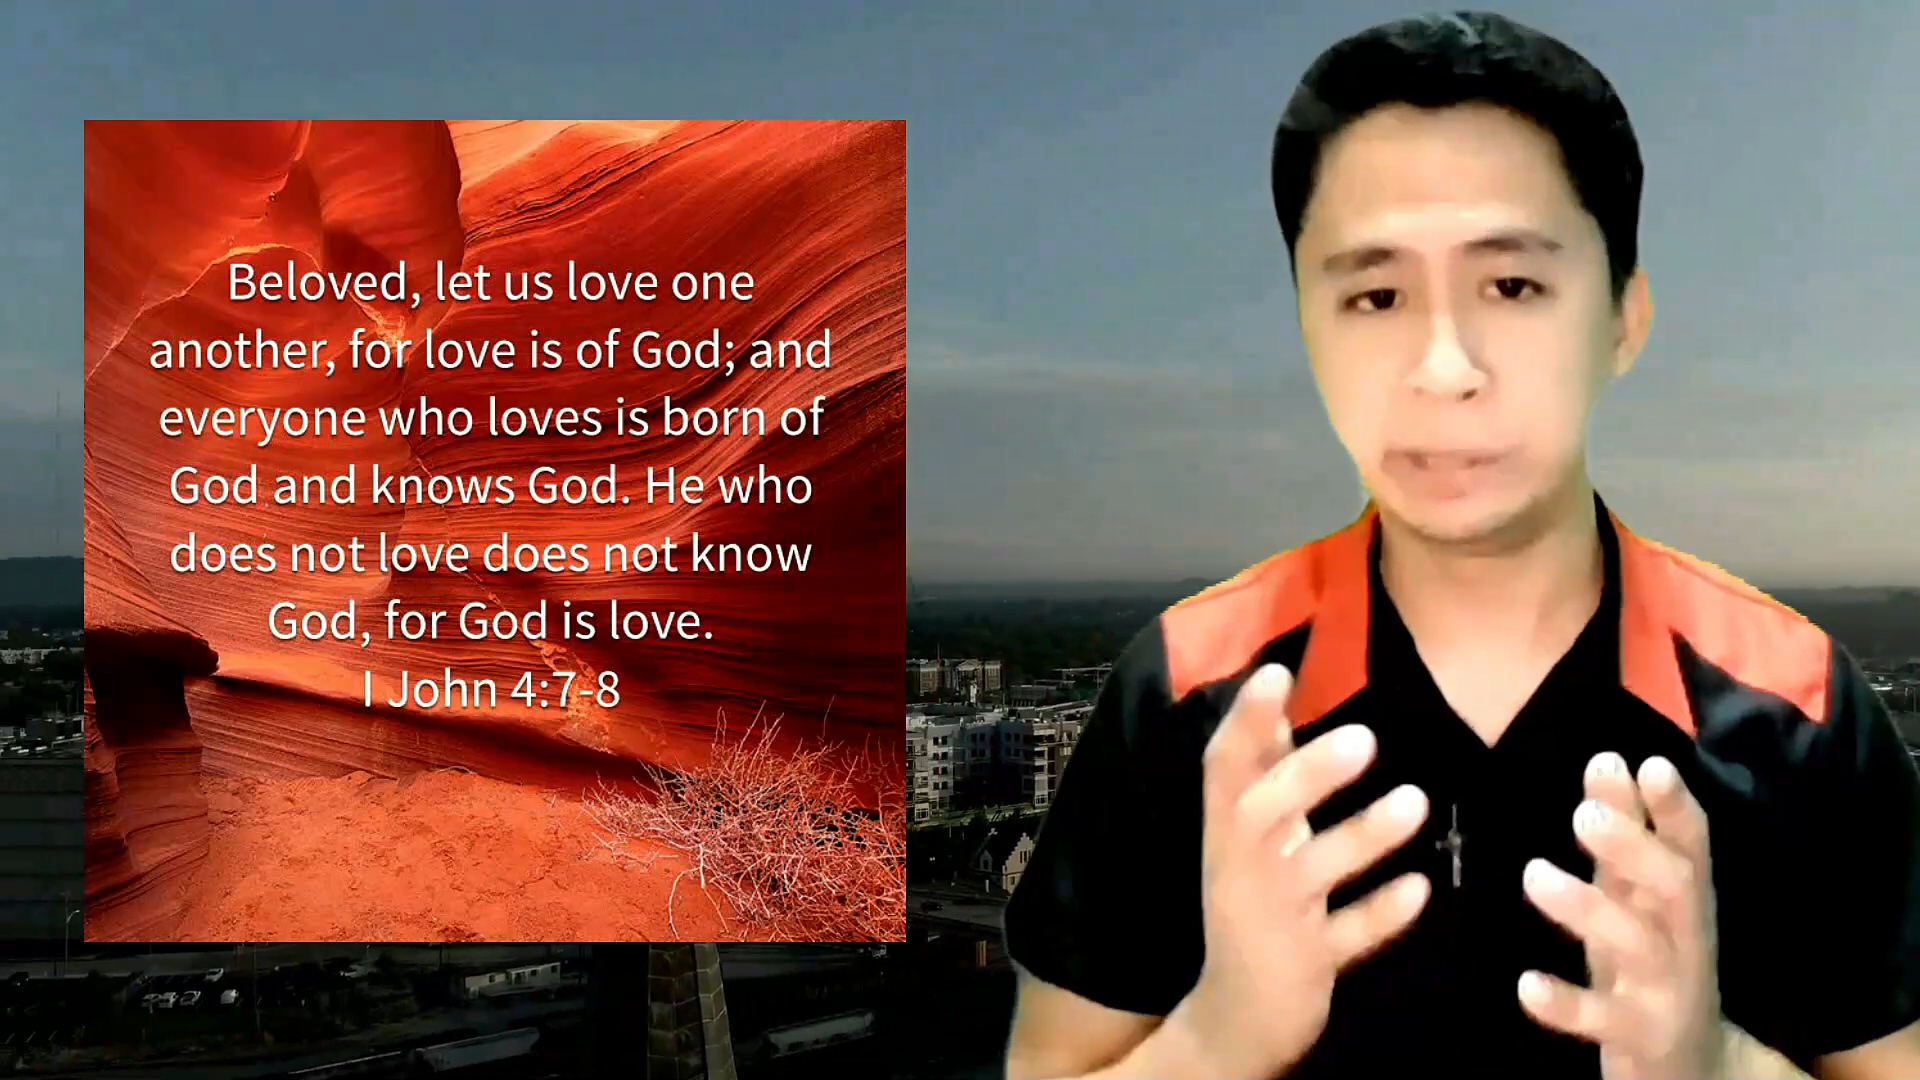 Beloved, let us love one
another, for love is of God; and
everyone who loves is born of
God and knows God. He who
does not love does not know
God, for God is love.
I John 4:7-8